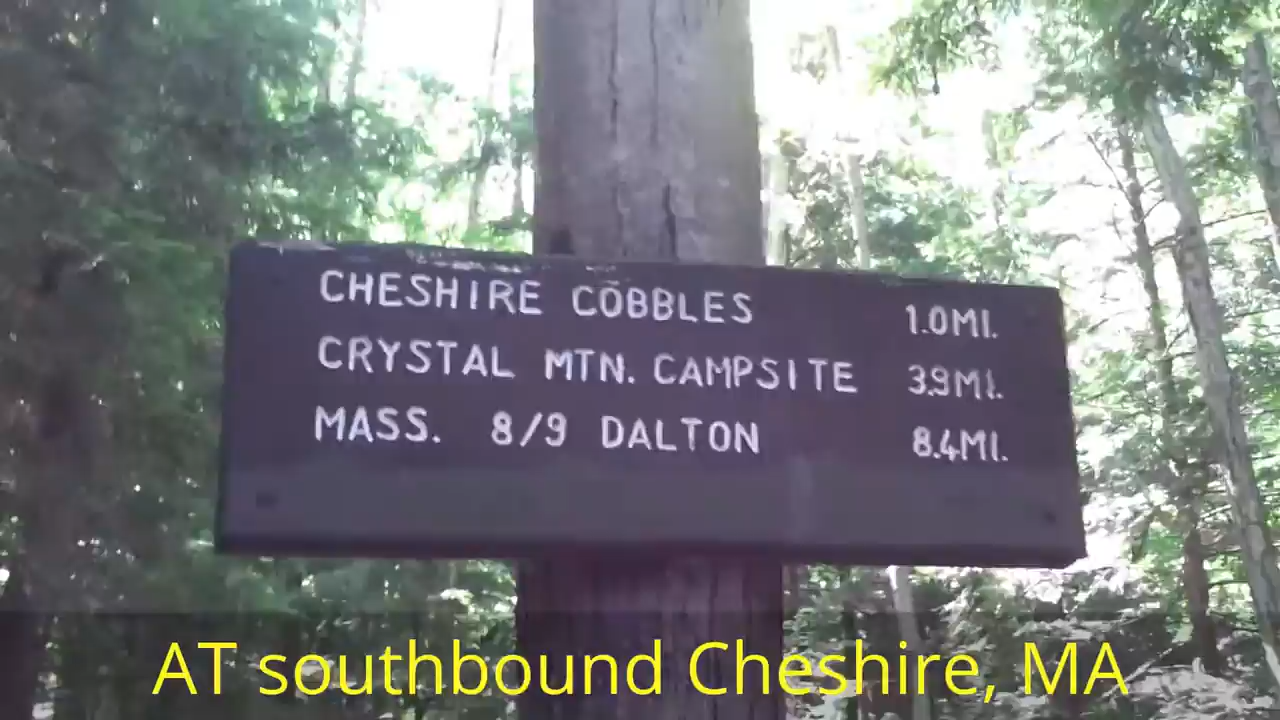 CHESHIRE COBBLES 1.0MI.
CRYSTAL MTN. CAMPSITE 3.9MI.
MASS. 8/9 DALTON 8.4MI.
AT southbound Cheshire, MA